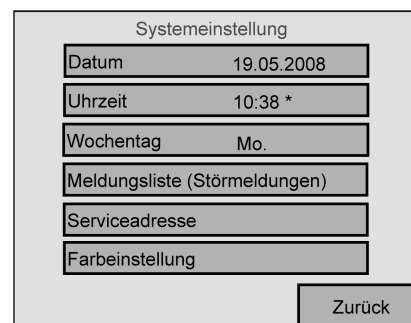 Systemeinstellung
Datum 19.05.2008
Uhrzeit 10:38 *
Wochentag Mo.
Meldungsliste (Störmeldungen)
Serviceadresse
Farbeinstellung
Zurück